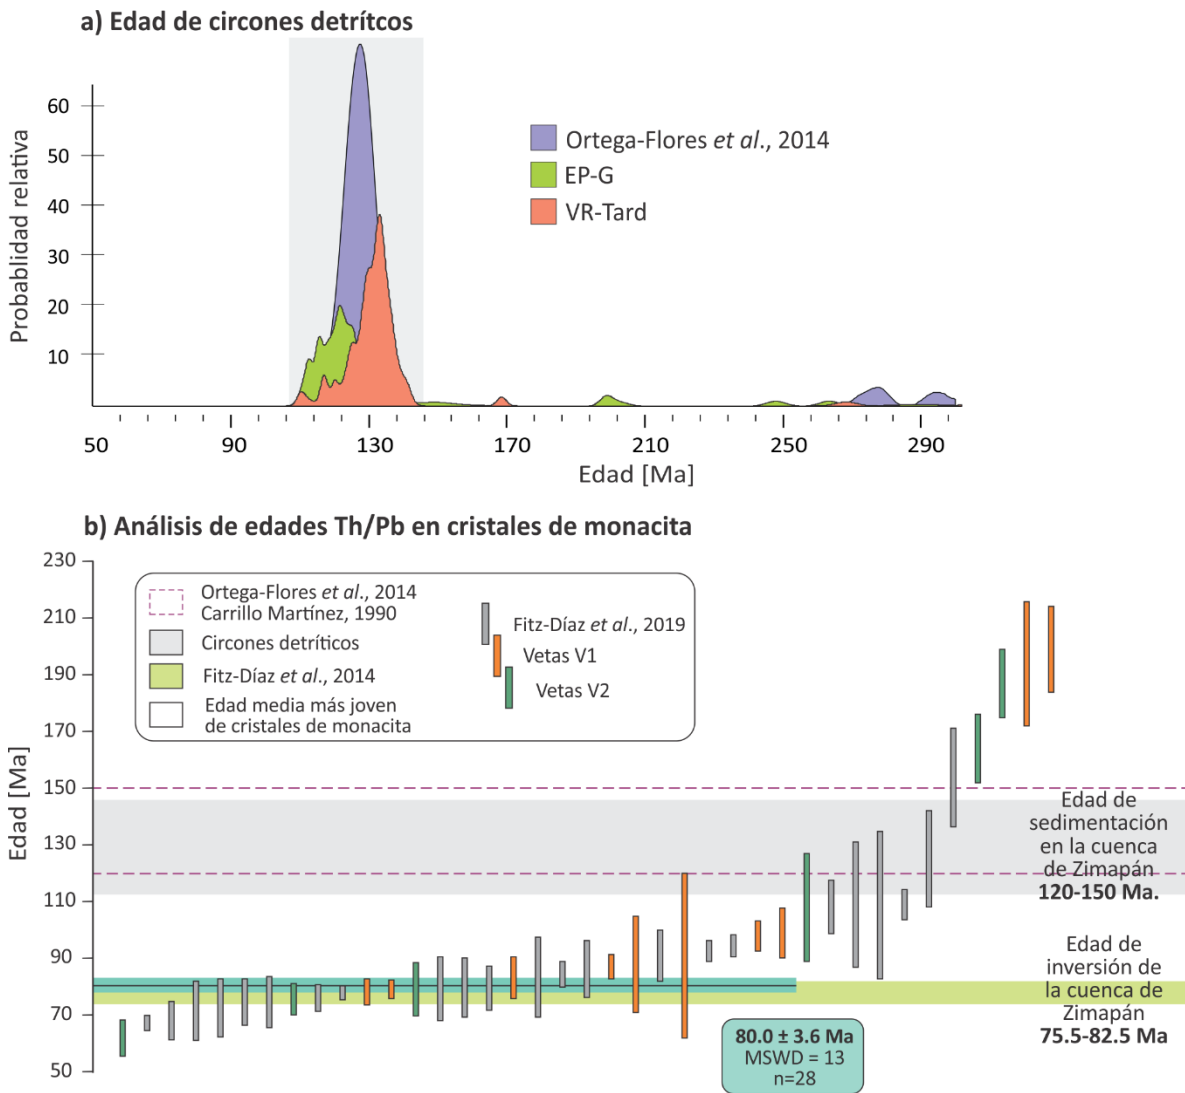 a) Edad de circones detrítcos
Probablidad relativa
60
50
40
30
20
10
Ortega-Flores et al., 2014
EP-G
VR-Tard
50
90
130
170
210
250
290
Edad [Ma]
b) Análisis de edades Th/Pb en cristales de monacita
Edad [Ma]
230
210
190
170
150
130
110
90
70
50
Ortega-Flores et al., 2014
Carrillo Martínez, 1990
Circones detríticos
Fitz-Díaz et al., 2014
Edad media más joven
de cristales de monacita
Fitz-Díaz et al., 2019
Vetas V1
Vetas V2
Edad de
sedimentación
en la cuenca
de Zimapán
120-150 Ma.
Edad de
inversión de
la cuenca de
Zimapán
75.5-82.5 Ma
80.0 ± 3.6 Ma
MSWD = 13
n=28